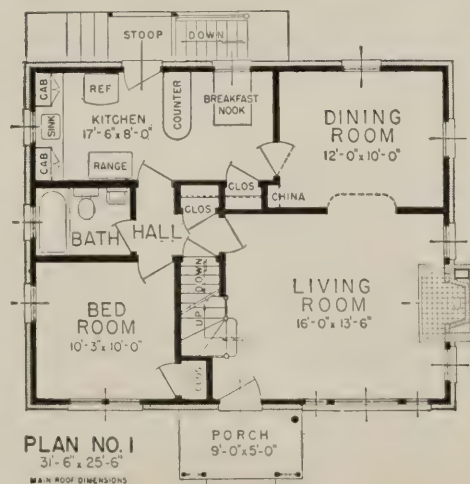 STOOP
DOWN
CAB
REF
COUNTER
BREAKFAST
NOOK
KITCHEN
17'-6" x 8'-0"
SINK
CAB
RANGE
DINING
ROOM
12'-0" x 10'-0"
CLOS
CHINA
CLOS
BATH
HALL
DOWN
UP
LIVING
ROOM
16'-0" x 13'-6"
BED
ROOM
10'-3" x 10'-0"
CLOS
PORCH
9'-0" x 5'-0"
PLAN NO. 1
31'-6" x 25'-6"
MAIN ROOF DIMENSIONS